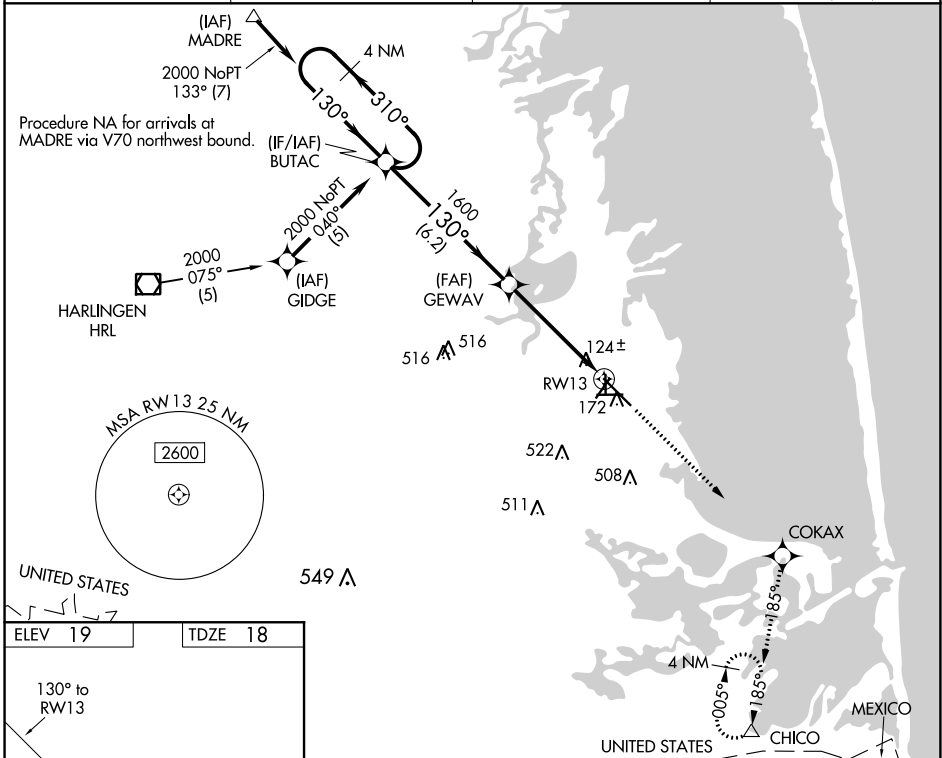 (IAF)
MADRE
2000 NoPT
133° (7)
4 NM
130°
310°
Procedure NA for arrivals at
MADRE via V70 northwest bound.
(IF/IAF)
BUTAC
2000 NoPT
040°
(5)
1600
130°
(6.2)
2000
075°
(5)
(IAF)
GIDGE
HARLINGEN
HRL
(FAF)
GEWAV
516
516
124±
RW13
172
MSA RW13 25 NM
2600
522
508
511
549
COKAX
185°
UNITED STATES
ELEV 19
TDZE 18
130° to
RW13
4 NM
005°
185°
CHICO
MEXICO
UNITED STATES